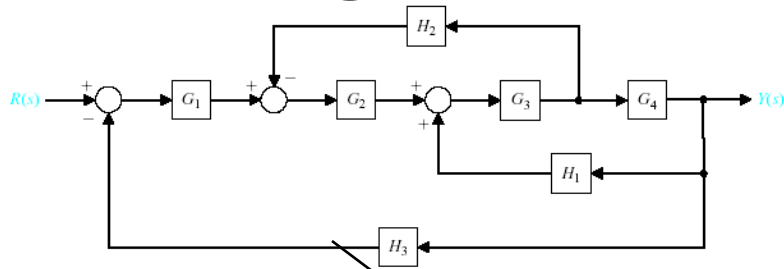 H2
+ + − +
R(s) G1 G2 G3 G4 Y(s)
− +
H1
H3